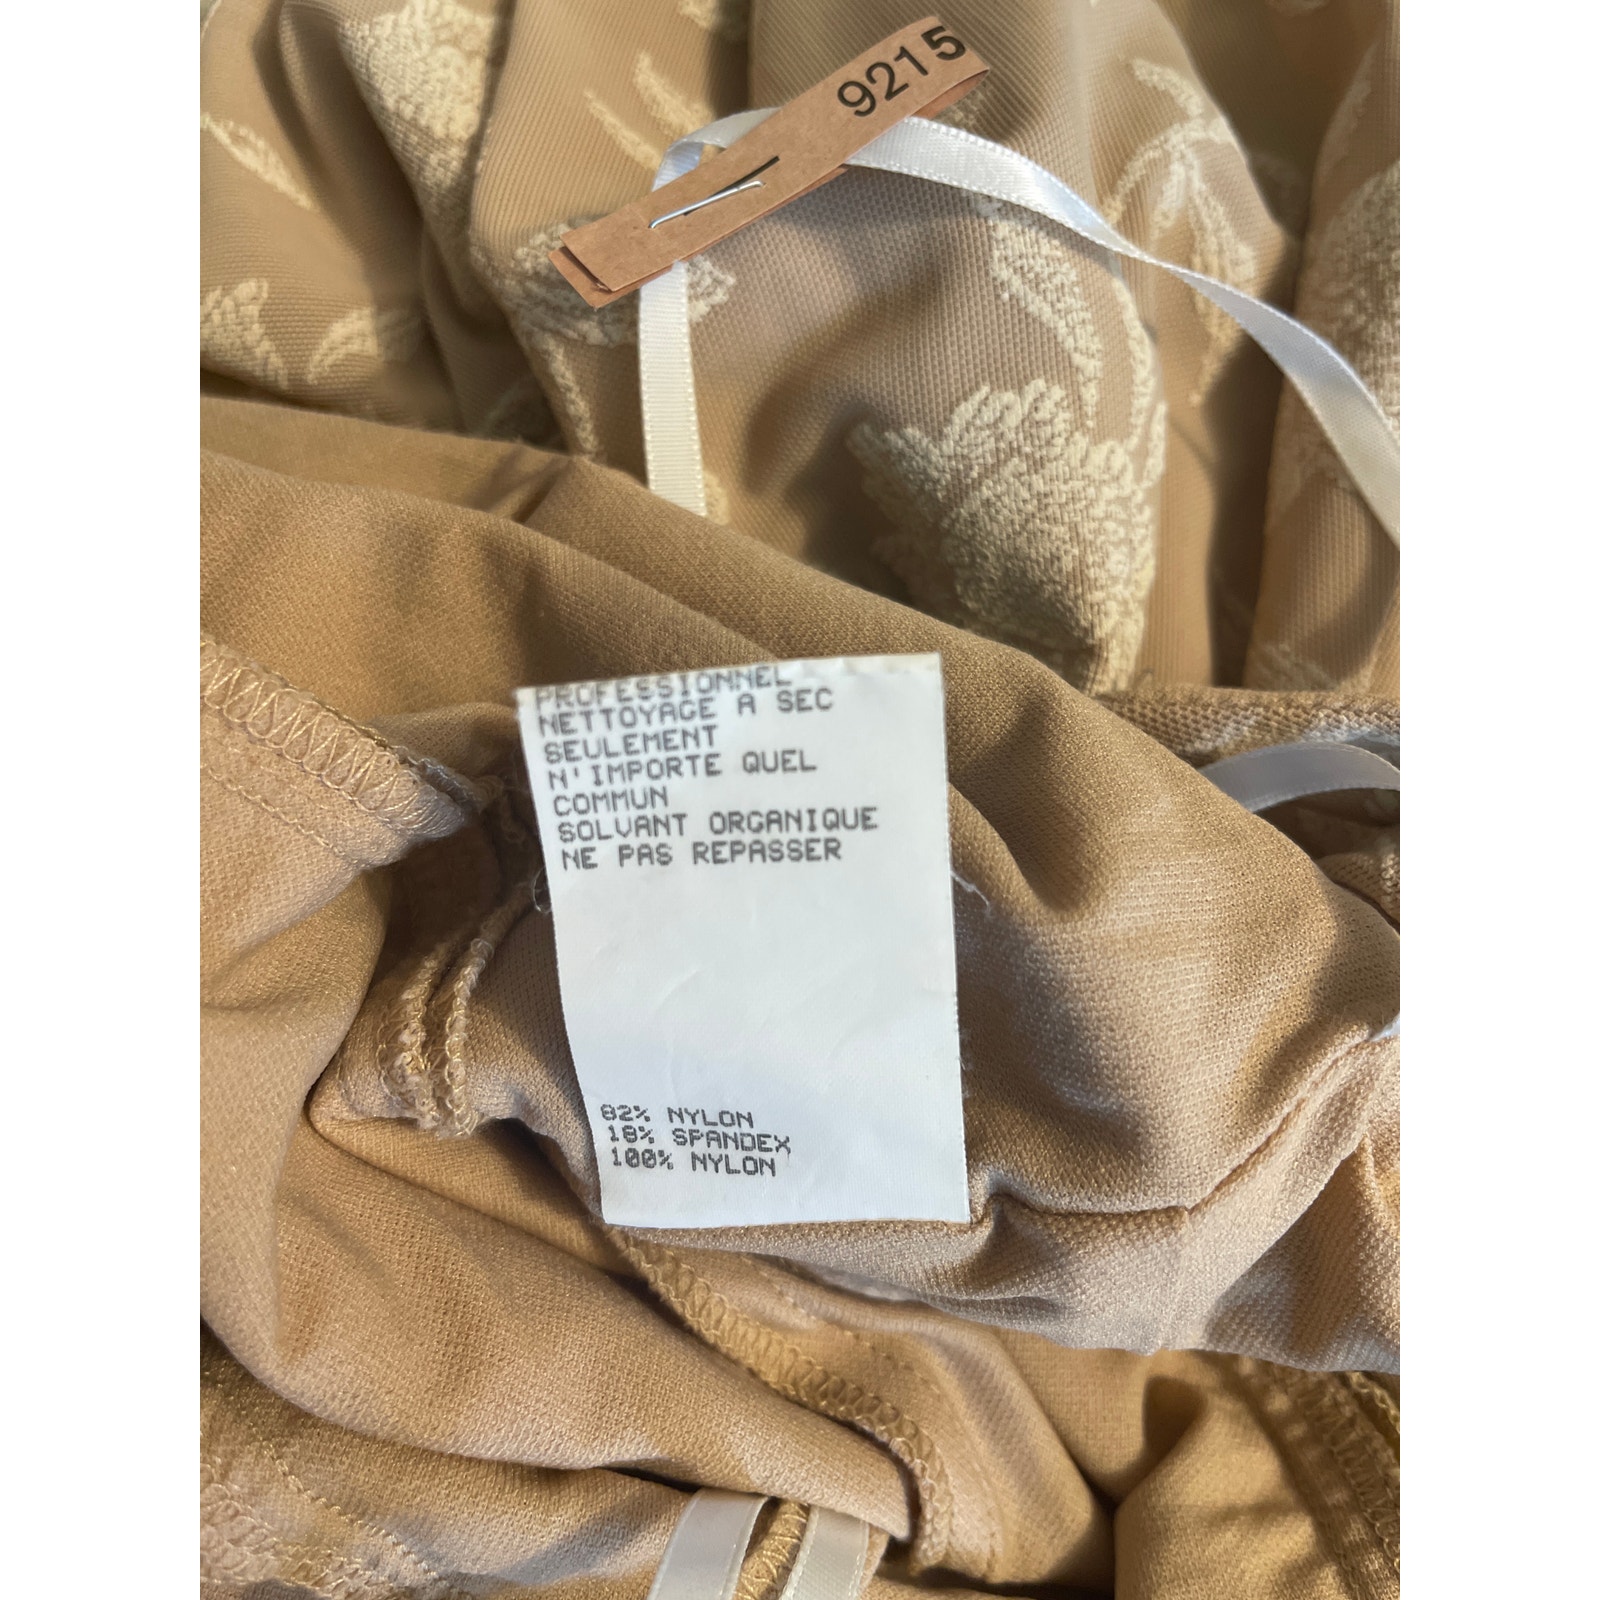 9215
PROFESSIONNEL
NETTOYAGE A SEC
SEULEMENT
N'IMPORTE QUEL
COMMUN
SOLVANT ORGANIQUE
NE PAS REPASSER
82% NYLON
18% SPANDEX
100% NYLON